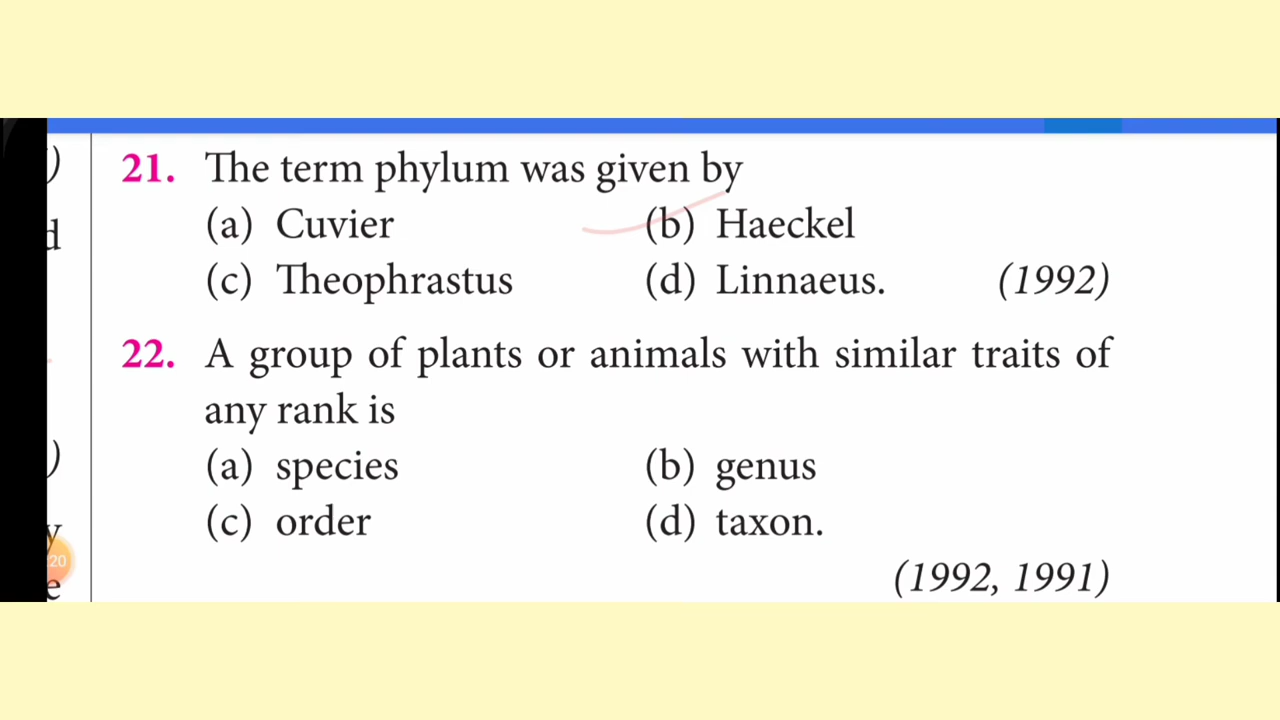 21. The term phylum was given by
(a) Cuvier (b) Haeckel
(c) Theophrastus (d) Linnaeus. (1992)
22. A group of plants or animals with similar traits of
any rank is
(a) species (b) genus
(c) order (d) taxon.
(1992, 1991)
)
d
)
y
20
e